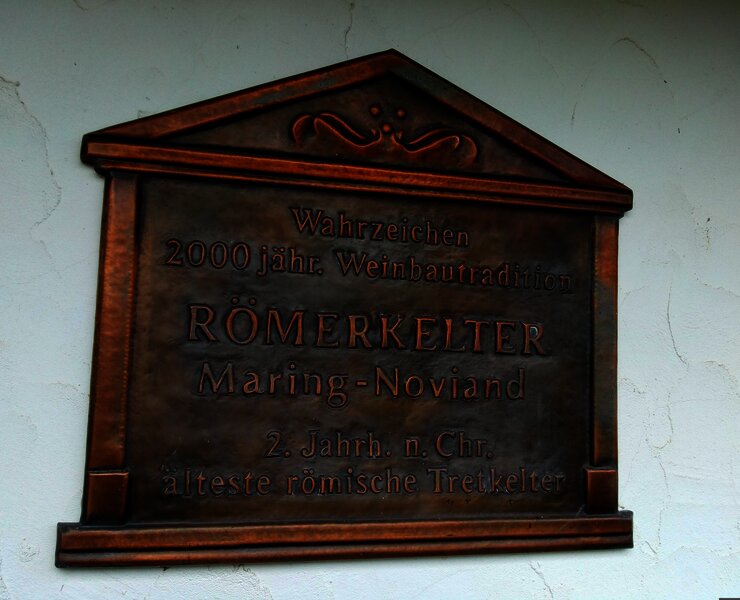 Wahrzeichen
2000 jähr. Weinbautradition
RÖMERKELTER
Maring-Noviand
2. Jahrh. n. Chr.
älteste römische Tretkelter